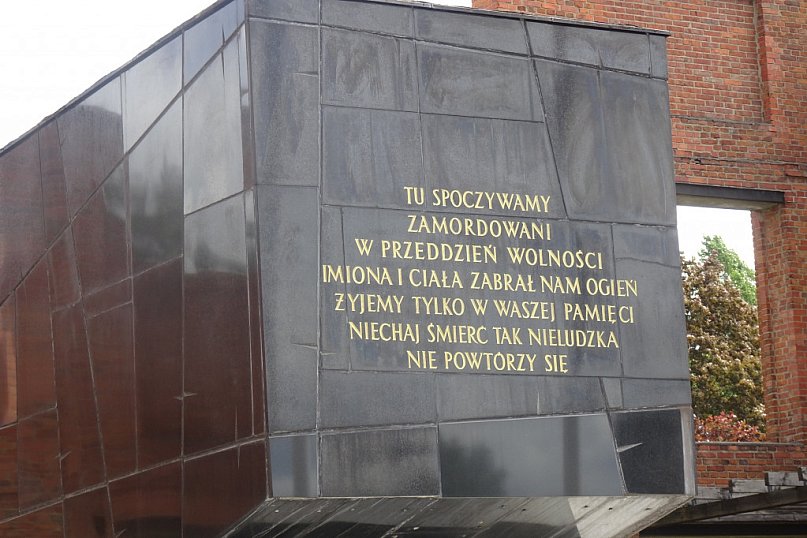 TU SPOCZYWAMY
ZAMORDOWANI
W PRZEDDZIEŃ WOLNOŚCI
IMIONA I CIAŁA ZABRAŁ NAM OGIEŃ
ŻYJEMY TYLKO W WASZEJ PAMIĘCI
NIECHAJ ŚMIERĆ TAK NIELUDZKA
NIE POWTÓRZY SIĘ